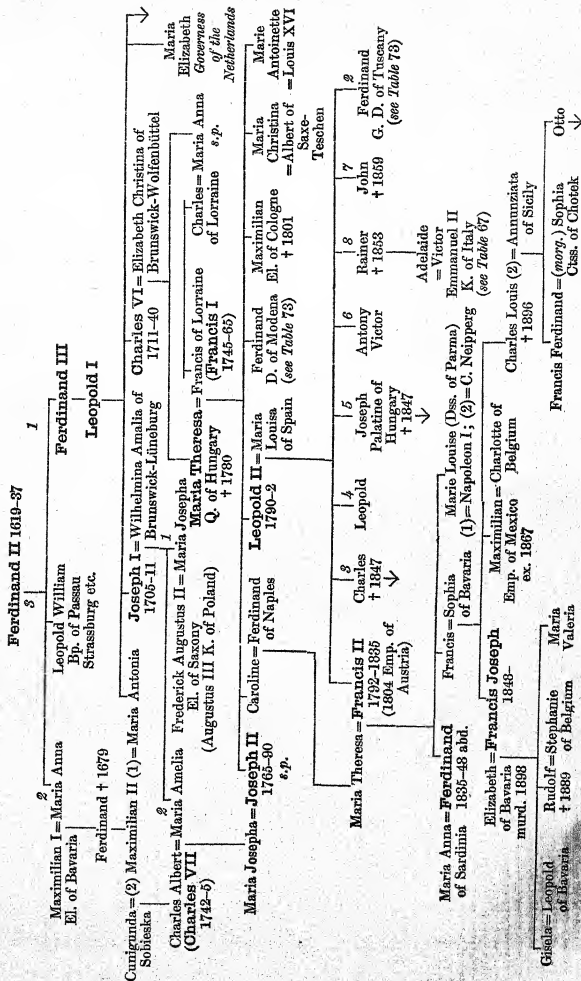 Ferdinand II 1619–37
3
1
2
Maximilian I = Maria Anna
El. of Bavaria
Leopold William
Bp. of Passau
Strassburg etc.
Ferdinand III
Ferdinand † 1679
Leopold I
Cunigunda = (2) Maximilian II (1) = Maria Antonia
Sobieska
Joseph I = Wilhelmina Amalia of
1705–11 Brunswick-Lüneburg
Charles VI = Elizabeth Christina of
1711–40 Brunswick-Wolfenbüttel
Maria
Elizabeth
Governess
of the
Netherlands
2
Charles Albert = Maria Amelia
(Charles VII
1742–5)
1
Frederick Augustus II = Maria Josepha
El. of Saxony
(Augustus III K. of Poland)
Maria Theresa = Francis of Lorraine
Q. of Hungary (Francis I
† 1780 1745–65)
Charles = Maria Anna
of Lorraine s.p.
Maria Josepha = Joseph II
1765–90
s.p.
Caroline = Ferdinand
of Naples
Leopold II = Maria
1790–2 Louisa
of Spain
Ferdinand
D. of Modena
(see Table 73)
Maximilian
El. of Cologne
† 1801
Maria
Christina
= Albert of
Saxe-
Teschen
Marie
Antoinette
= Louis XVI
Maria Theresa = Francis II
1792–1835
(1804 Emp. of
Austria)
3
Charles
† 1847
4
Leopold
5
Joseph
Palatine of
Hungary
† 1847
6
Antony
Victor
8
Rainer
† 1853
7
John
† 1859
2
Ferdinand
G. D. of Tuscany
(see Table 73)
Adelaide
= Victor
Emmanuel II
K. of Italy
(see Table 67)
Maria Anna = Ferdinand
of Sardinia 1835–48 abd.
Francis = Sophia
of Bavaria
Marie Louise (Dss. of Parma)
(1) = Napoleon I; (2) = C. Neipperg
Elizabeth = Francis Joseph
of Bavaria 1848–
murd. 1898
Maximilian = Charlotte of
Emp. of Mexico Belgium
ex. 1867
Charles Louis (2) = Annunziata
† 1896 of Sicily
Gisela = Leopold
of Bavaria
Rudolf = Stephanie
† 1889 of Belgium
Maria
Valeria
Francis Ferdinand = (morg.) Sophia
Ctss. of Chotek
Otto